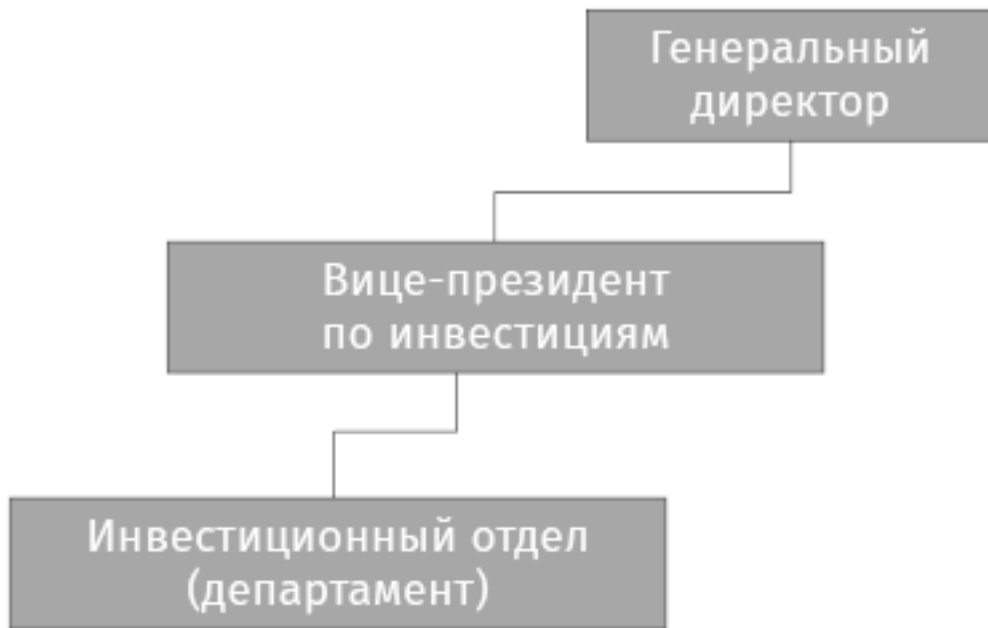 Генеральный
директор
Вице-президент
по инвестициям
Инвестиционный отдел
(департамент)